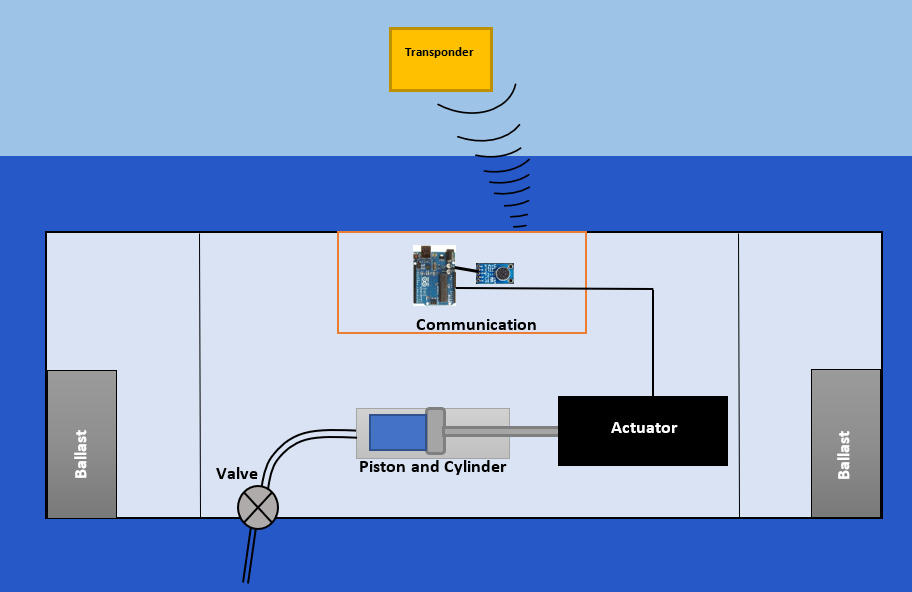 Transponder
Communication
Actuator
Piston and Cylinder
Valve
Ballast
Ballast